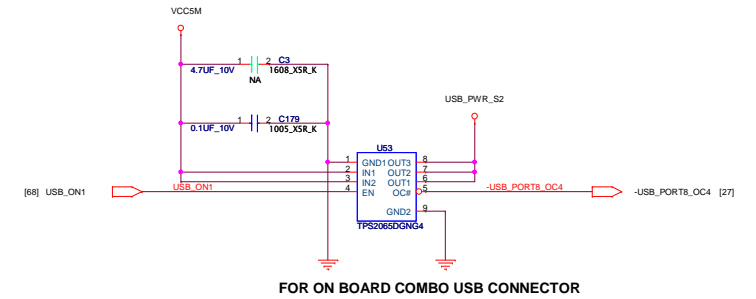 VCC5M
1 2 C3
4.7UF_10V 1608_X5R_K
NA
USB_PWR_S2
1 2 C179
0.1UF_10V 1005_X5R_K
U53
1 GND1 OUT3 8
2 IN1 OUT2 7
3 IN2 OUT1 6
[68] USB_ON1 USB_ON1 4 EN OC# 5 -USB_PORT8_OC4 -USB_PORT8_OC4 [27]
GND2 9
TPS2065DGNG4
FOR ON BOARD COMBO USB CONNECTOR